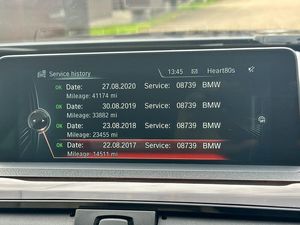 Service history 13:45 Heart80s
OK Date: 27.08.2020 Service: 08739 BMW
Mileage: 41174 mi
OK Date: 30.08.2019 Service: 08739 BMW
Mileage: 33882 mi
OK Date: 23.08.2018 Service: 08739 BMW
Mileage: 23455 mi
OK Date: 22.08.2017 Service: 08739 BMW
Mileage: 14511 mi